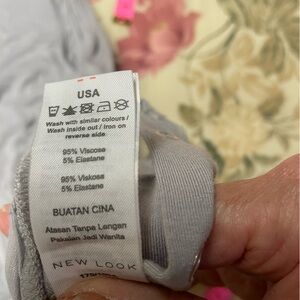 USA
Wash with similar colours /
Wash inside out / iron on
reverse side
95% Viscose
5% Elastane
95% Viskose
5% Elastane
BUATAN CINA
Atasan Tanpa Lengan
Pakaian Jadi Wanita
NEW LOOK